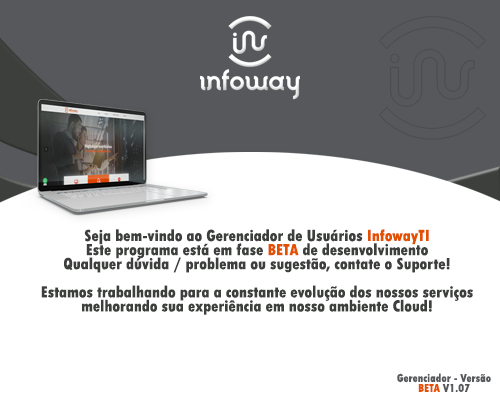 infoway
Seja bem-vindo ao Gerenciador de Usuários InfowayTI
Este programa está em fase BETA de desenvolvimento
Qualquer dúvida / problema ou sugestão, contate o Suporte!
Estamos trabalhando para a constante evolução dos nossos serviços
melhorando sua experiência em nosso ambiente Cloud!
Gerenciador - Versão
BETA V1.07